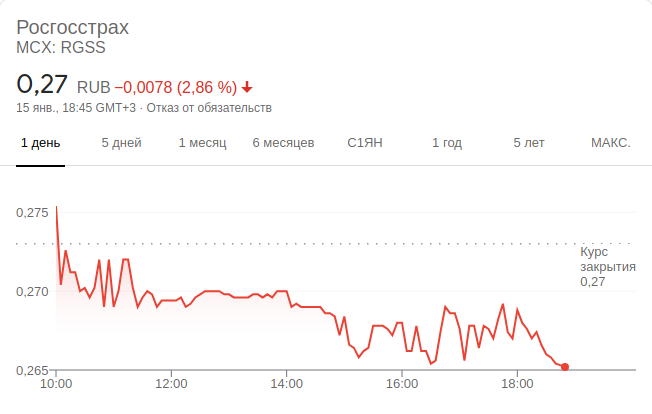 Росгосстрах
MCX: RGSS
0,27 RUB −0,0078 (2,86 %)
15 янв., 18:45 GMT+3 · Отказ от обязательств
1 день 5 дней 1 месяц 6 месяцев С1ЯН 1 год 5 лет МАКС.
0,275
Курс
закрытия
0,27
0,270
0,265
10:00 12:00 14:00 16:00 18:00